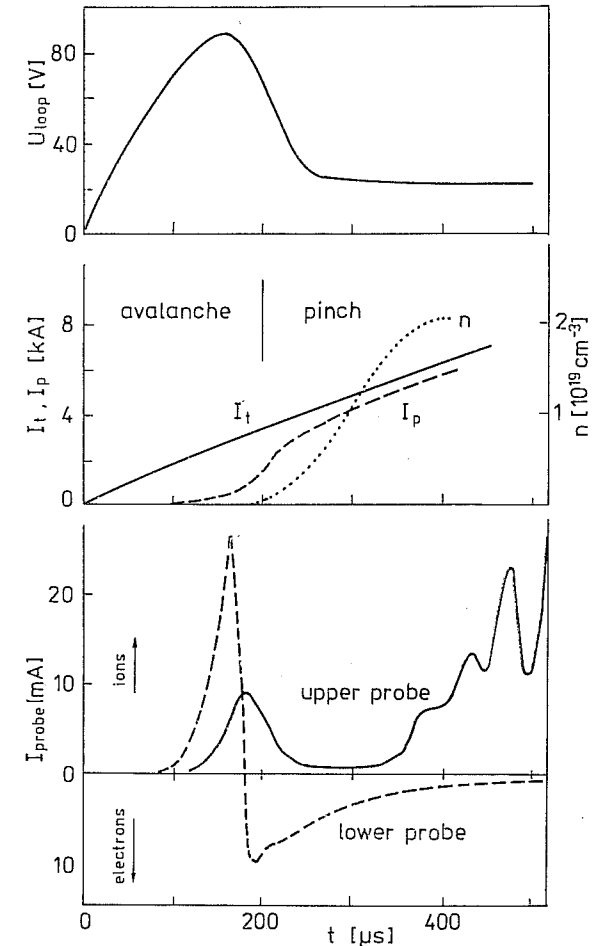 80
40
0
U_loop [V]
avalanche | pinch
8
4
0
I_t , I_p [kA]
n
I_t
I_p
2
1
n [10^19 cm^-3]
20
10
0
10
I_probe [mA]
ions
electrons
upper probe
lower probe
0 200 400
t [µs]